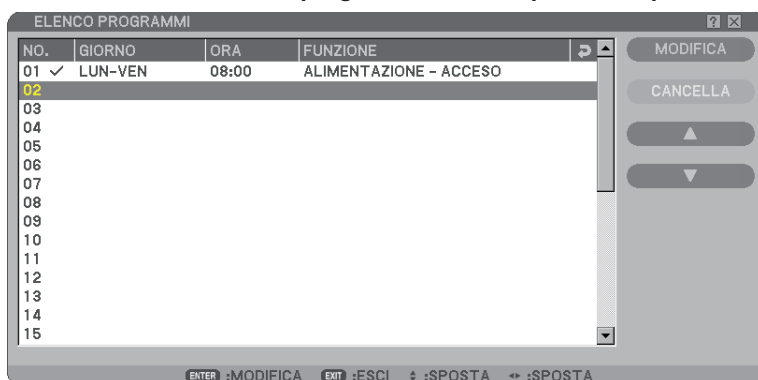 ELENCO PROGRAMMI
NO. GIORNO ORA FUNZIONE
01 ✓ LUN-VEN 08:00 ALIMENTAZIONE - ACCESO
02
03
04
05
06
07
08
09
10
11
12
13
14
15
MODIFICA
CANCELLA
ENTER :MODIFICA EXIT :ESCI :SPOSTA :SPOSTA